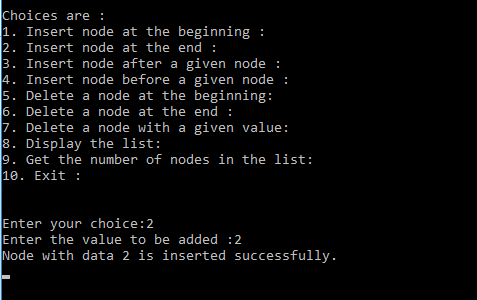 Choices are :
1. Insert node at the beginning :
2. Insert node at the end :
3. Insert node after a given node :
4. Insert node before a given node :
5. Delete a node at the beginning:
6. Delete a node at the end :
7. Delete a node with a given value:
8. Display the list:
9. Get the number of nodes in the list:
10. Exit :
Enter your choice:2
Enter the value to be added :2
Node with data 2 is inserted successfully.